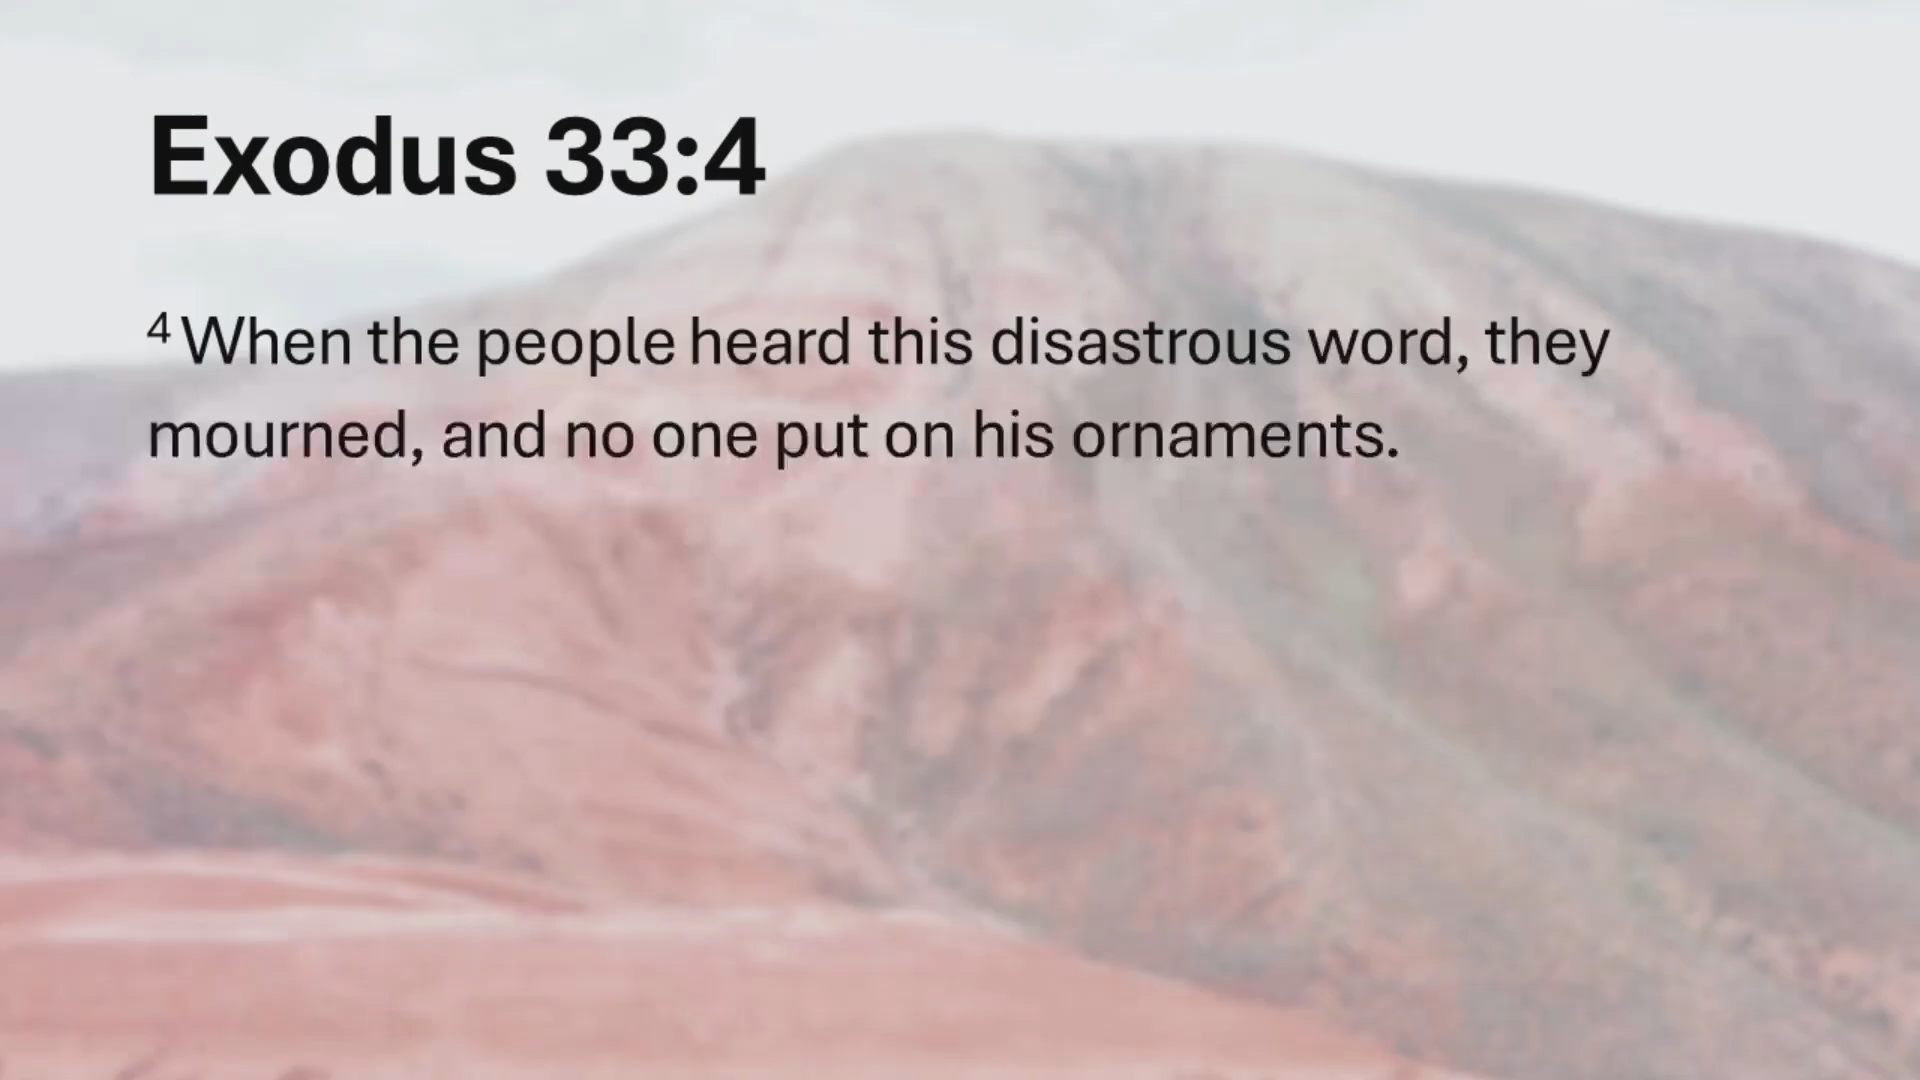 Exodus 33:4
4 When the people heard this disastrous word, they
mourned, and no one put on his ornaments.